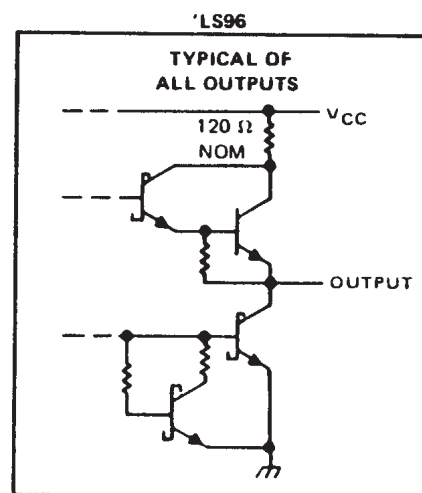 'LS96
TYPICAL OF
ALL OUTPUTS
VCC
120 Ω
NOM
OUTPUT